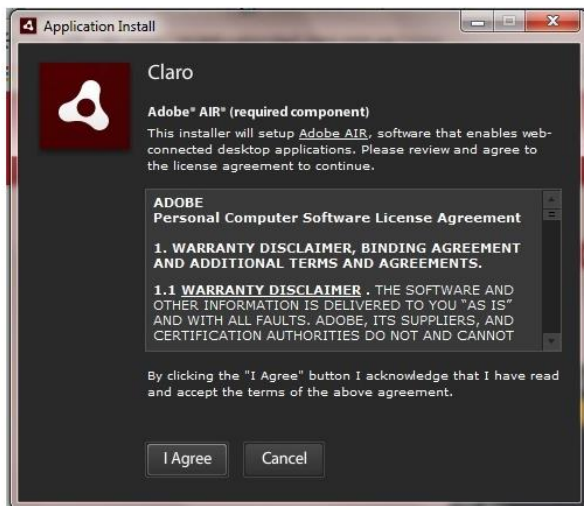 Application Install
Claro
Adobe® AIR® (required component)
This installer will setup Adobe AIR, software that enables web-
connected desktop applications. Please review and agree to
the license agreement to continue.
ADOBE
Personal Computer Software License Agreement
1. WARRANTY DISCLAIMER, BINDING AGREEMENT
AND ADDITIONAL TERMS AND AGREEMENTS.
1.1 WARRANTY DISCLAIMER . THE SOFTWARE AND
OTHER INFORMATION IS DELIVERED TO YOU "AS IS"
AND WITH ALL FAULTS. ADOBE, ITS SUPPLIERS, AND
CERTIFICATION AUTHORITIES DO NOT AND CANNOT
By clicking the "I Agree" button I acknowledge that I have read
and accept the terms of the above agreement.
I Agree Cancel